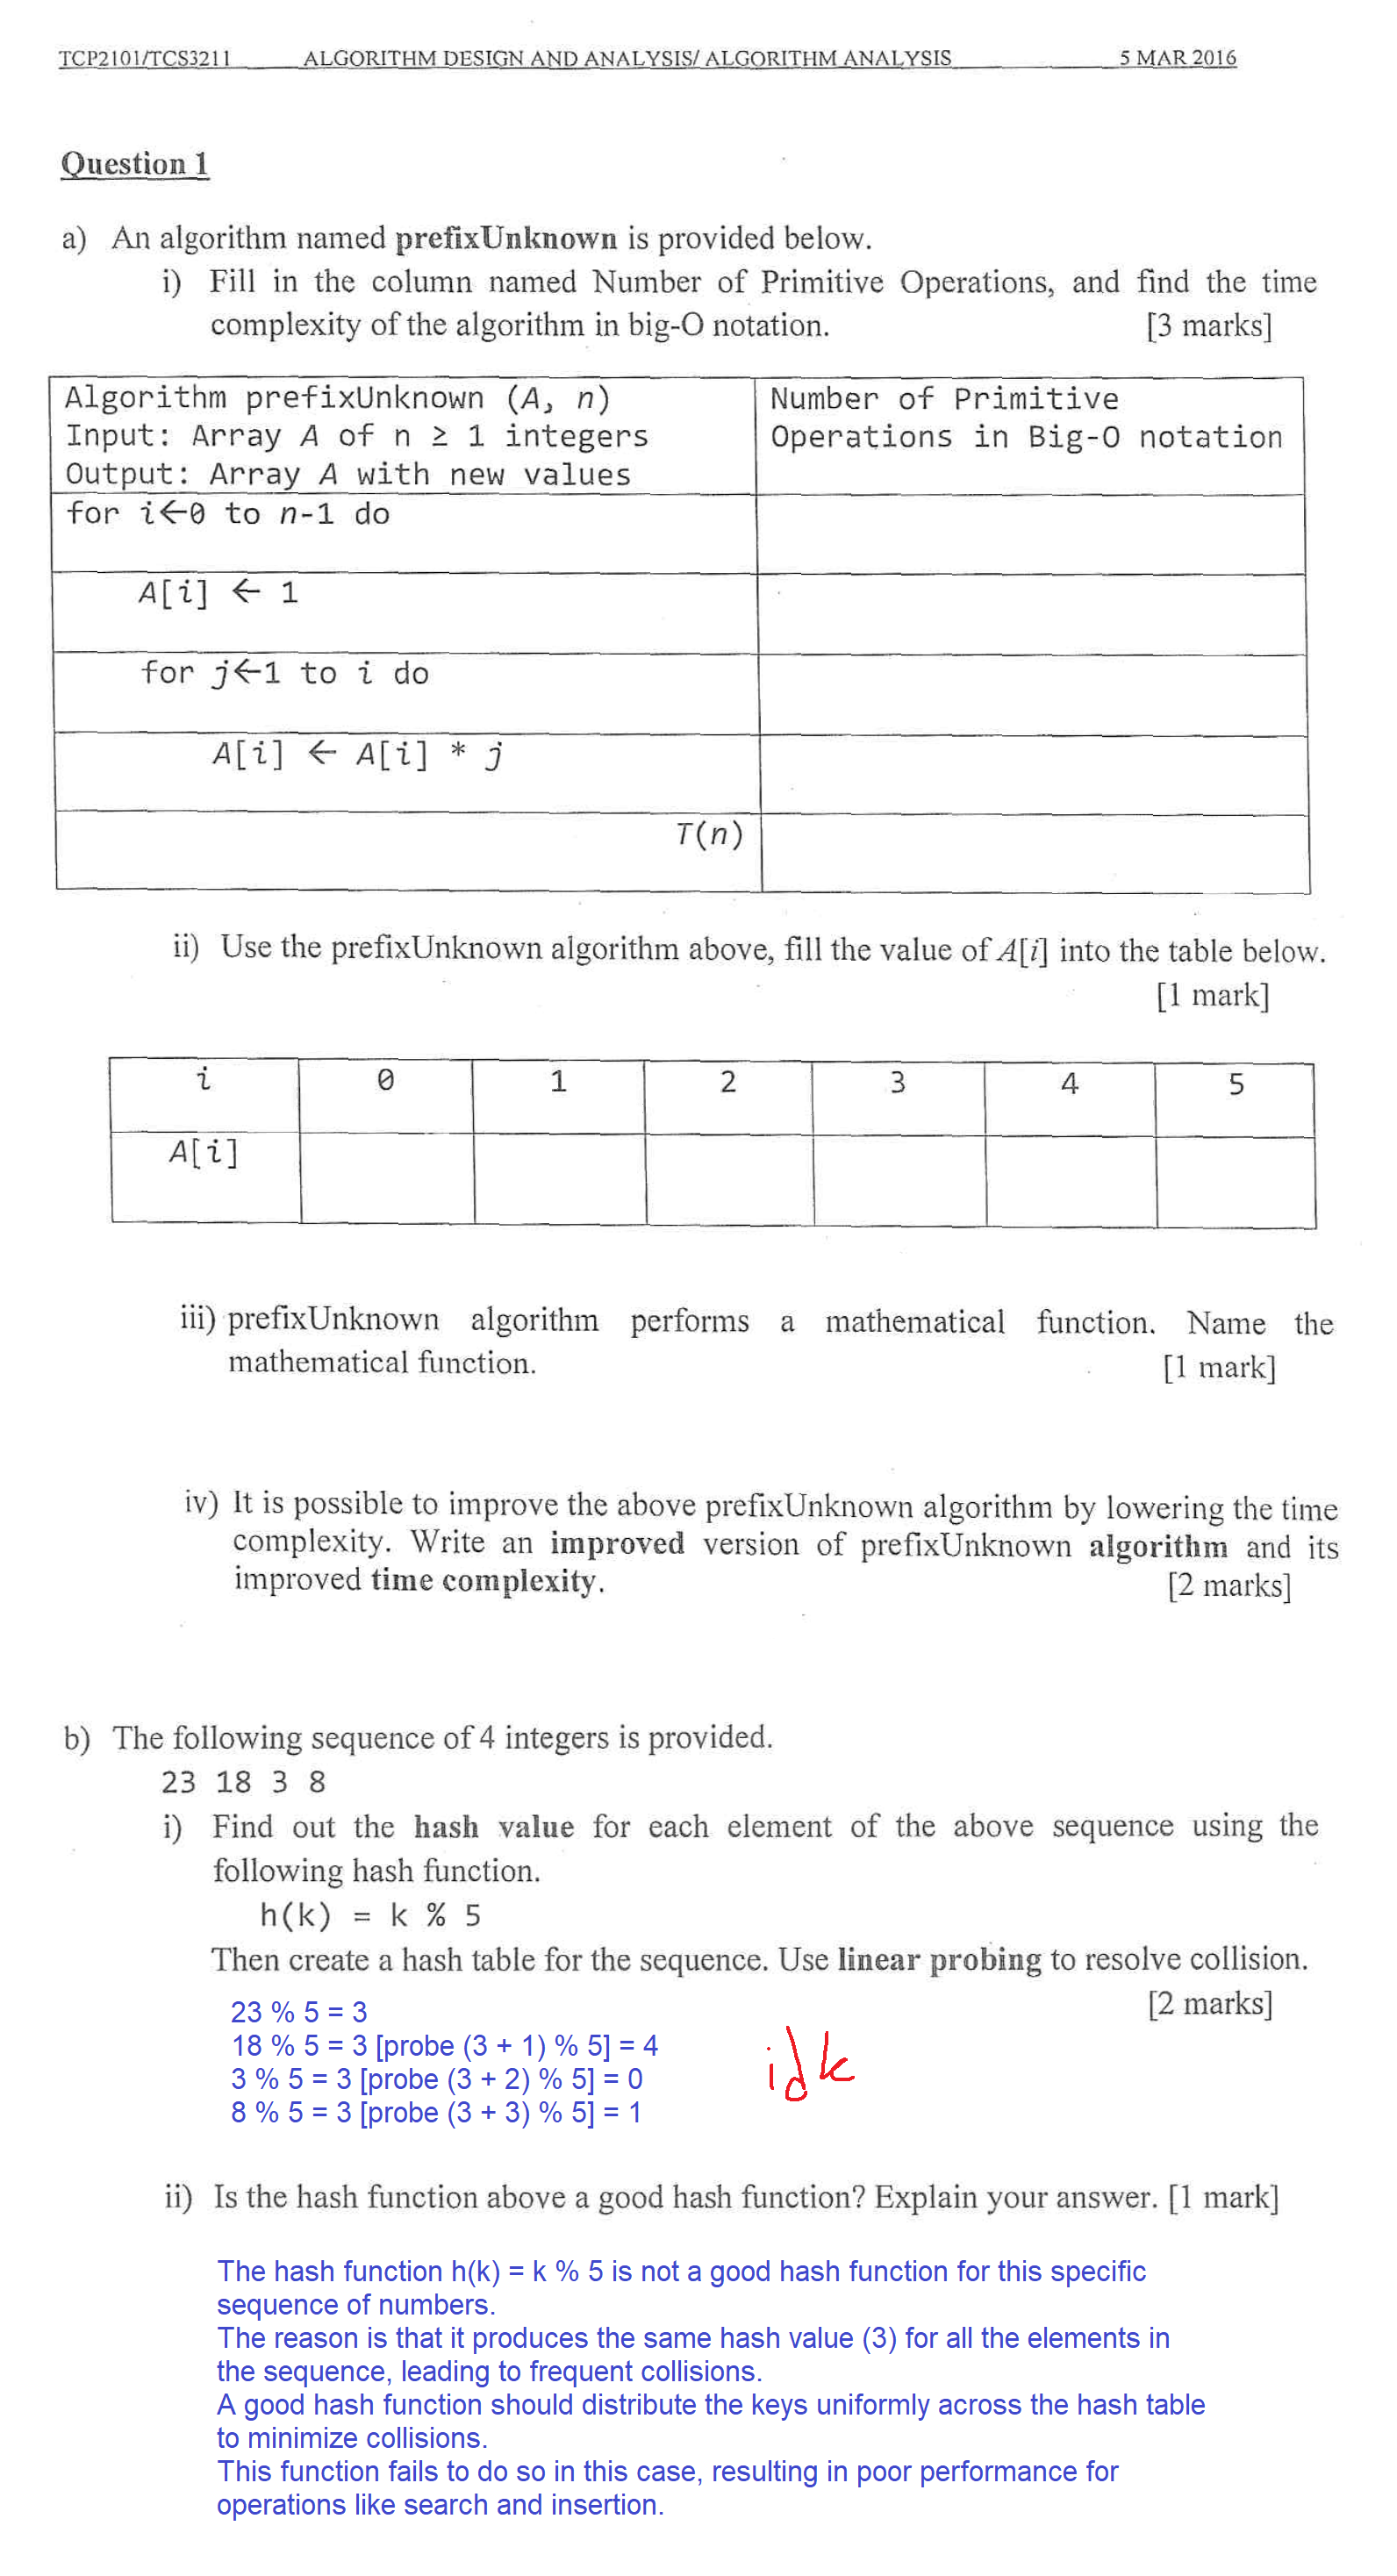 TCP2101/TCS3211 ALGORITHM DESIGN AND ANALYSIS/ ALGORITHM ANALYSIS 5 MAR 2016
Question 1
a) An algorithm named prefixUnknown is provided below.
i) Fill in the column named Number of Primitive Operations, and find the time
complexity of the algorithm in big-O notation. [3 marks]
Algorithm prefixUnknown (A, n)
Input: Array A of n ≥ 1 integers
Output: Array A with new values
Number of Primitive
Operations in Big-O notation
for i←0 to n-1 do
A[i] ← 1
for j←1 to i do
A[i] ← A[i] * j
T(n)
ii) Use the prefixUnknown algorithm above, fill the value of A[i] into the table below.
[1 mark]
i 0 1 2 3 4 5
A[i]
iii) prefixUnknown algorithm performs a mathematical function. Name the
mathematical function. [1 mark]
iv) It is possible to improve the above prefixUnknown algorithm by lowering the time
complexity. Write an improved version of prefixUnknown algorithm and its
improved time complexity. [2 marks]
b) The following sequence of 4 integers is provided.
23 18 3 8
i) Find out the hash value for each element of the above sequence using the
following hash function.
h(k) = k % 5
Then create a hash table for the sequence. Use linear probing to resolve collision.
[2 marks]
23 % 5 = 3
18 % 5 = 3 [probe (3 + 1) % 5] = 4
3 % 5 = 3 [probe (3 + 2) % 5] = 0
8 % 5 = 3 [probe (3 + 3) % 5] = 1
idk
ii) Is the hash function above a good hash function? Explain your answer. [1 mark]
The hash function h(k) = k % 5 is not a good hash function for this specific
sequence of numbers.
The reason is that it produces the same hash value (3) for all the elements in
the sequence, leading to frequent collisions.
A good hash function should distribute the keys uniformly across the hash table
to minimize collisions.
This function fails to do so in this case, resulting in poor performance for
operations like search and insertion.